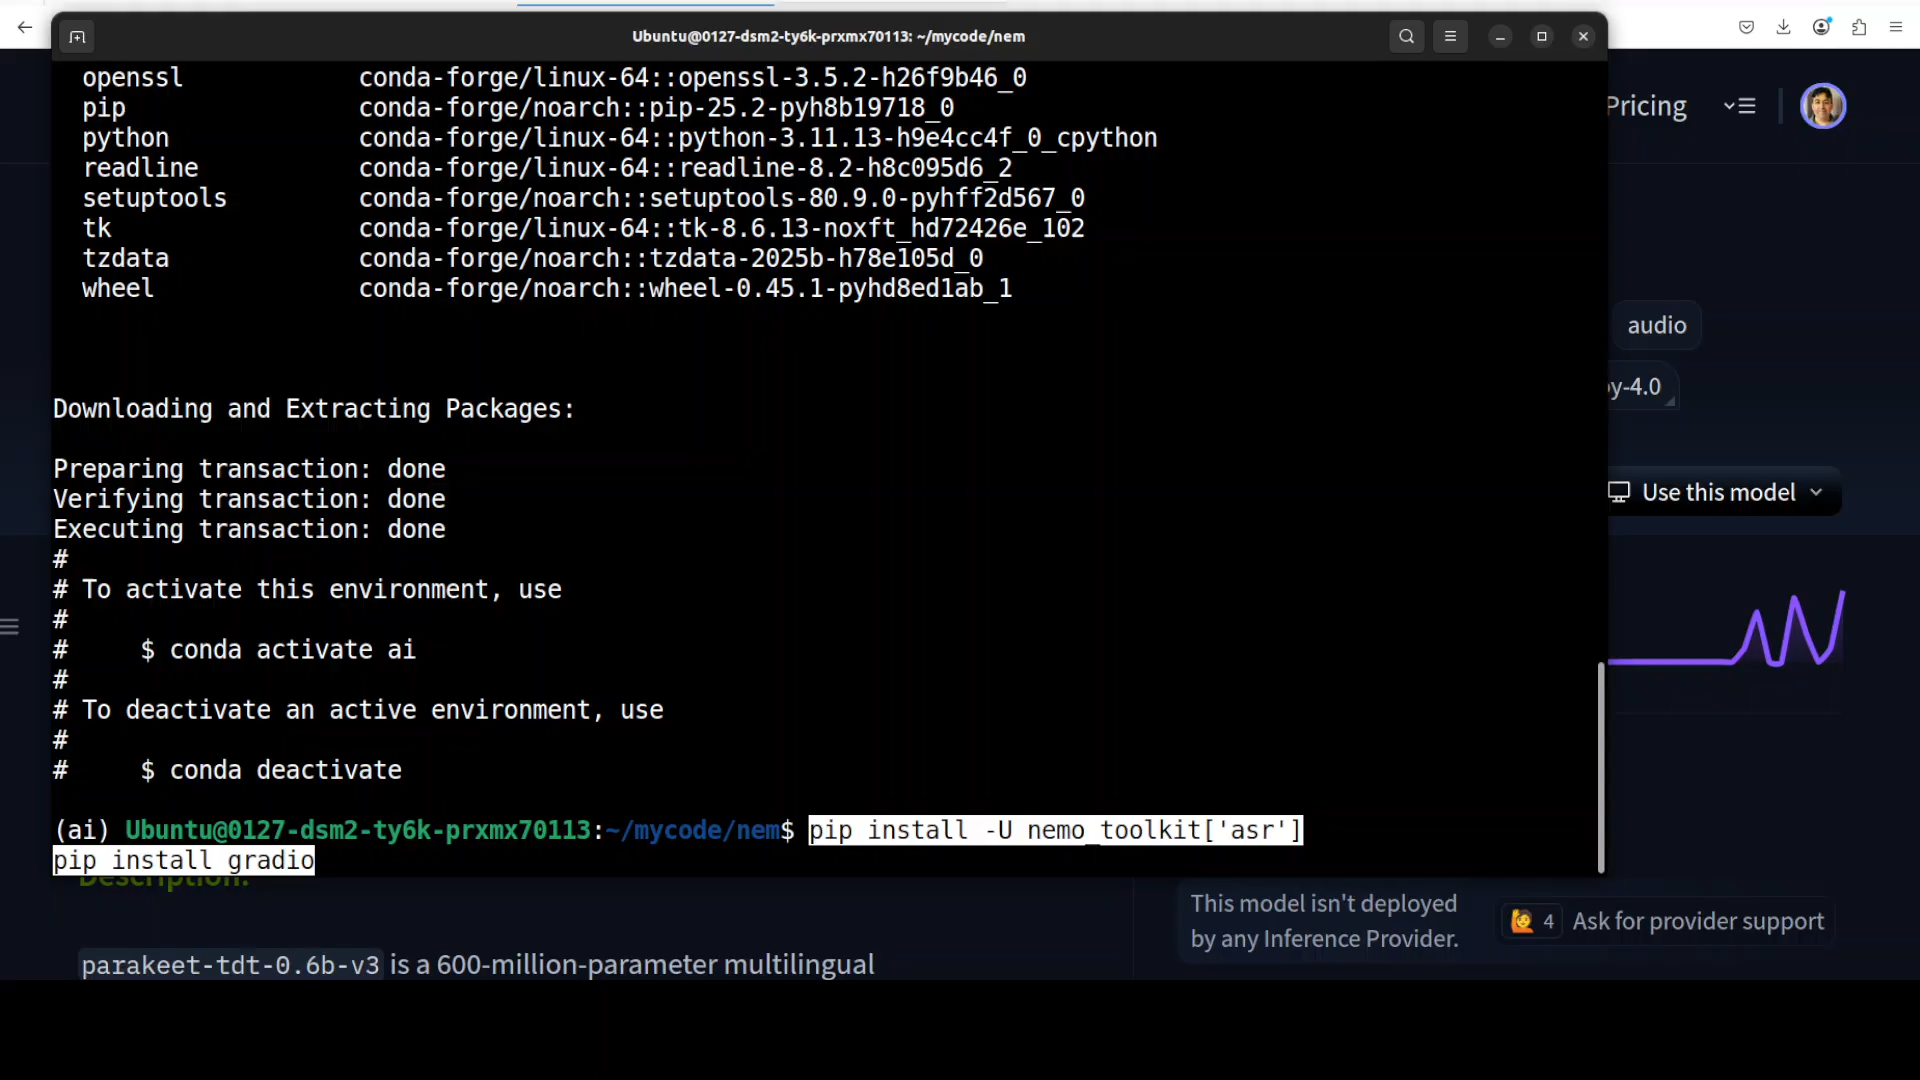 Ubuntu@0127-dsm2-ty6k-prxmx70113: ~/mycode/nem
openssl conda-forge/linux-64::openssl-3.5.2-h26f9b46_0
pip conda-forge/noarch::pip-25.2-pyh8b19718_0
python conda-forge/linux-64::python-3.11.13-h9e4cc4f_0_cpython
readline conda-forge/linux-64::readline-8.2-h8c095d6_2
setuptools conda-forge/noarch::setuptools-80.9.0-pyhff2d567_0
tk conda-forge/linux-64::tk-8.6.13-noxft_hd72426e_102
tzdata conda-forge/noarch::tzdata-2025b-h78e105d_0
wheel conda-forge/noarch::wheel-0.45.1-pyhd8ed1ab_1
Downloading and Extracting Packages:
Preparing transaction: done
Verifying transaction: done
Executing transaction: done
#
# To activate this environment, use
#
# $ conda activate ai
#
# To deactivate an active environment, use
#
# $ conda deactivate
(ai) Ubuntu@0127-dsm2-ty6k-prxmx70113:~/mycode/nem$ pip install -U nemo_toolkit['asr']
pip install gradio
Pricing
audio
by-4.0
Use this model
Description:
parakeet-tdt-0.6b-v3 is a 600-million-parameter multilingual
This model isn't deployed
by any Inference Provider.
4 Ask for provider support